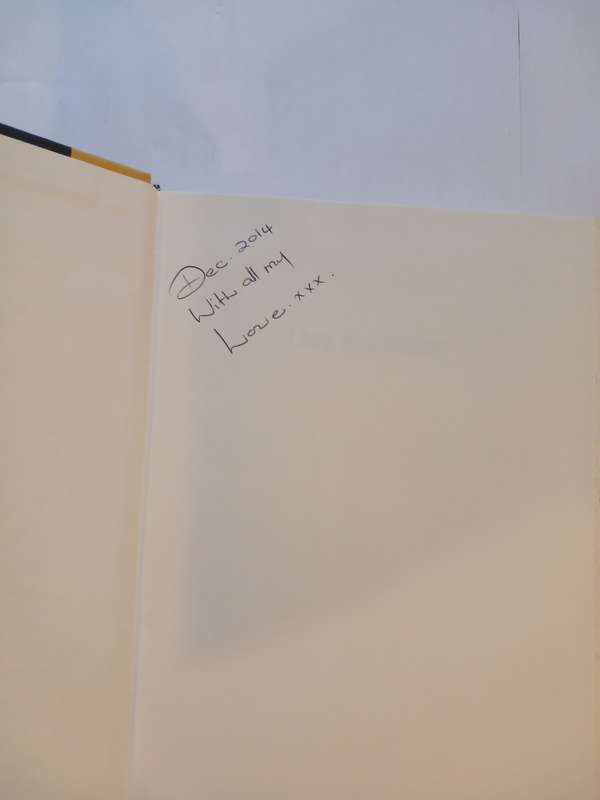 Dec. 2014
With all my
Love. xxx.